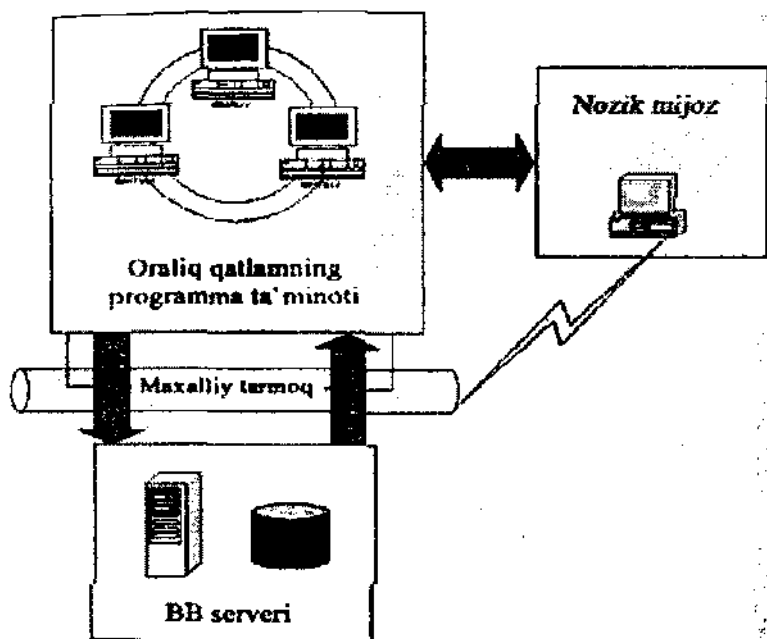 Nozik mijoz
Oraliq qatlamning
programma ta'minoti
Maxalliy tarmoq
BB serveri